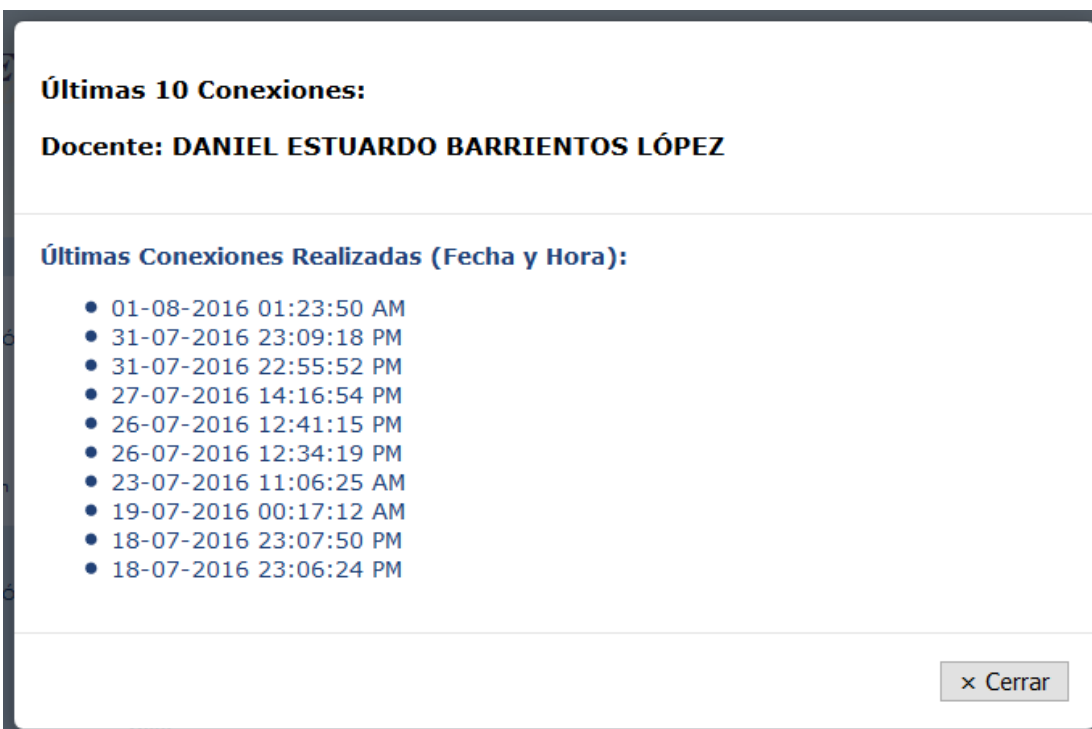 Últimas 10 Conexiones:
Docente: DANIEL ESTUARDO BARRIENTOS LÓPEZ
Últimas Conexiones Realizadas (Fecha y Hora):
01-08-2016 01:23:50 AM
31-07-2016 23:09:18 PM
31-07-2016 22:55:52 PM
27-07-2016 14:16:54 PM
26-07-2016 12:41:15 PM
26-07-2016 12:34:19 PM
23-07-2016 11:06:25 AM
19-07-2016 00:17:12 AM
18-07-2016 23:07:50 PM
18-07-2016 23:06:24 PM
× Cerrar